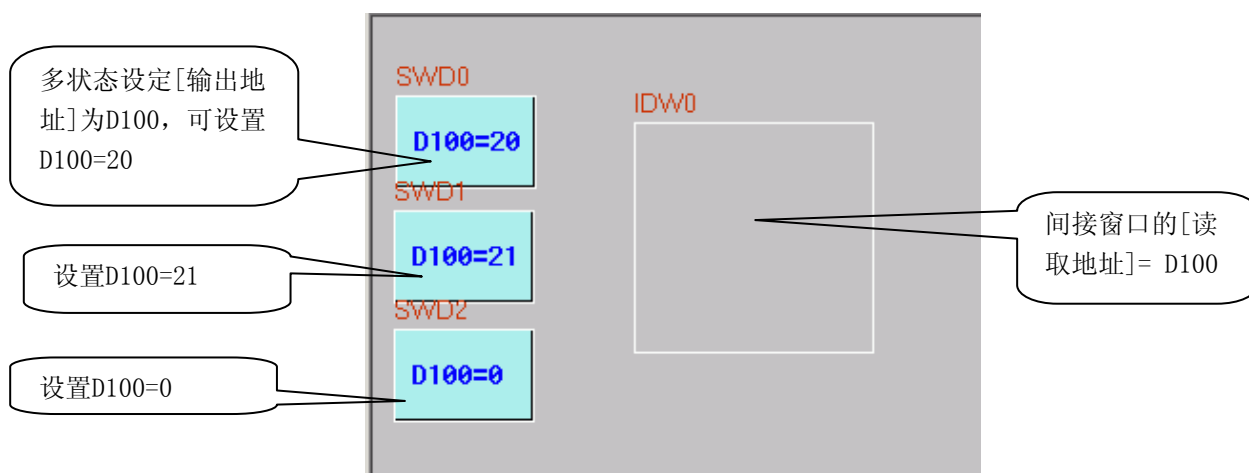 多状态设定[输出地
址]为D100，可设置
D100=20
设置D100=21
设置D100=0
SWD0
D100=20
SWD1
D100=21
SWD2
D100=0
IDW0
间接窗口的[读
取地址]= D100